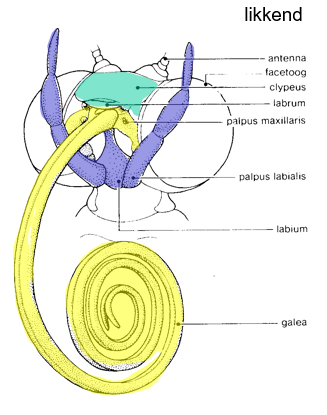 likkend
antenna
facetoog
clypeus
labrum
palpus maxillaris
palpus labialis
labium
galea